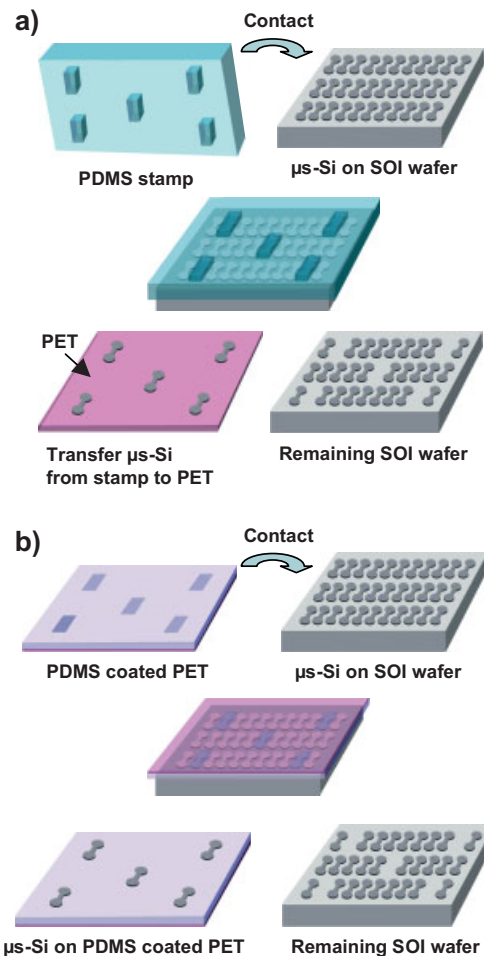 a)
Contact
PDMS stamp
µs-Si on SOI wafer
PET
Transfer µs-Si
from stamp to PET
Remaining SOI wafer
b)
Contact
PDMS coated PET
µs-Si on SOI wafer
µs-Si on PDMS coated PET
Remaining SOI wafer